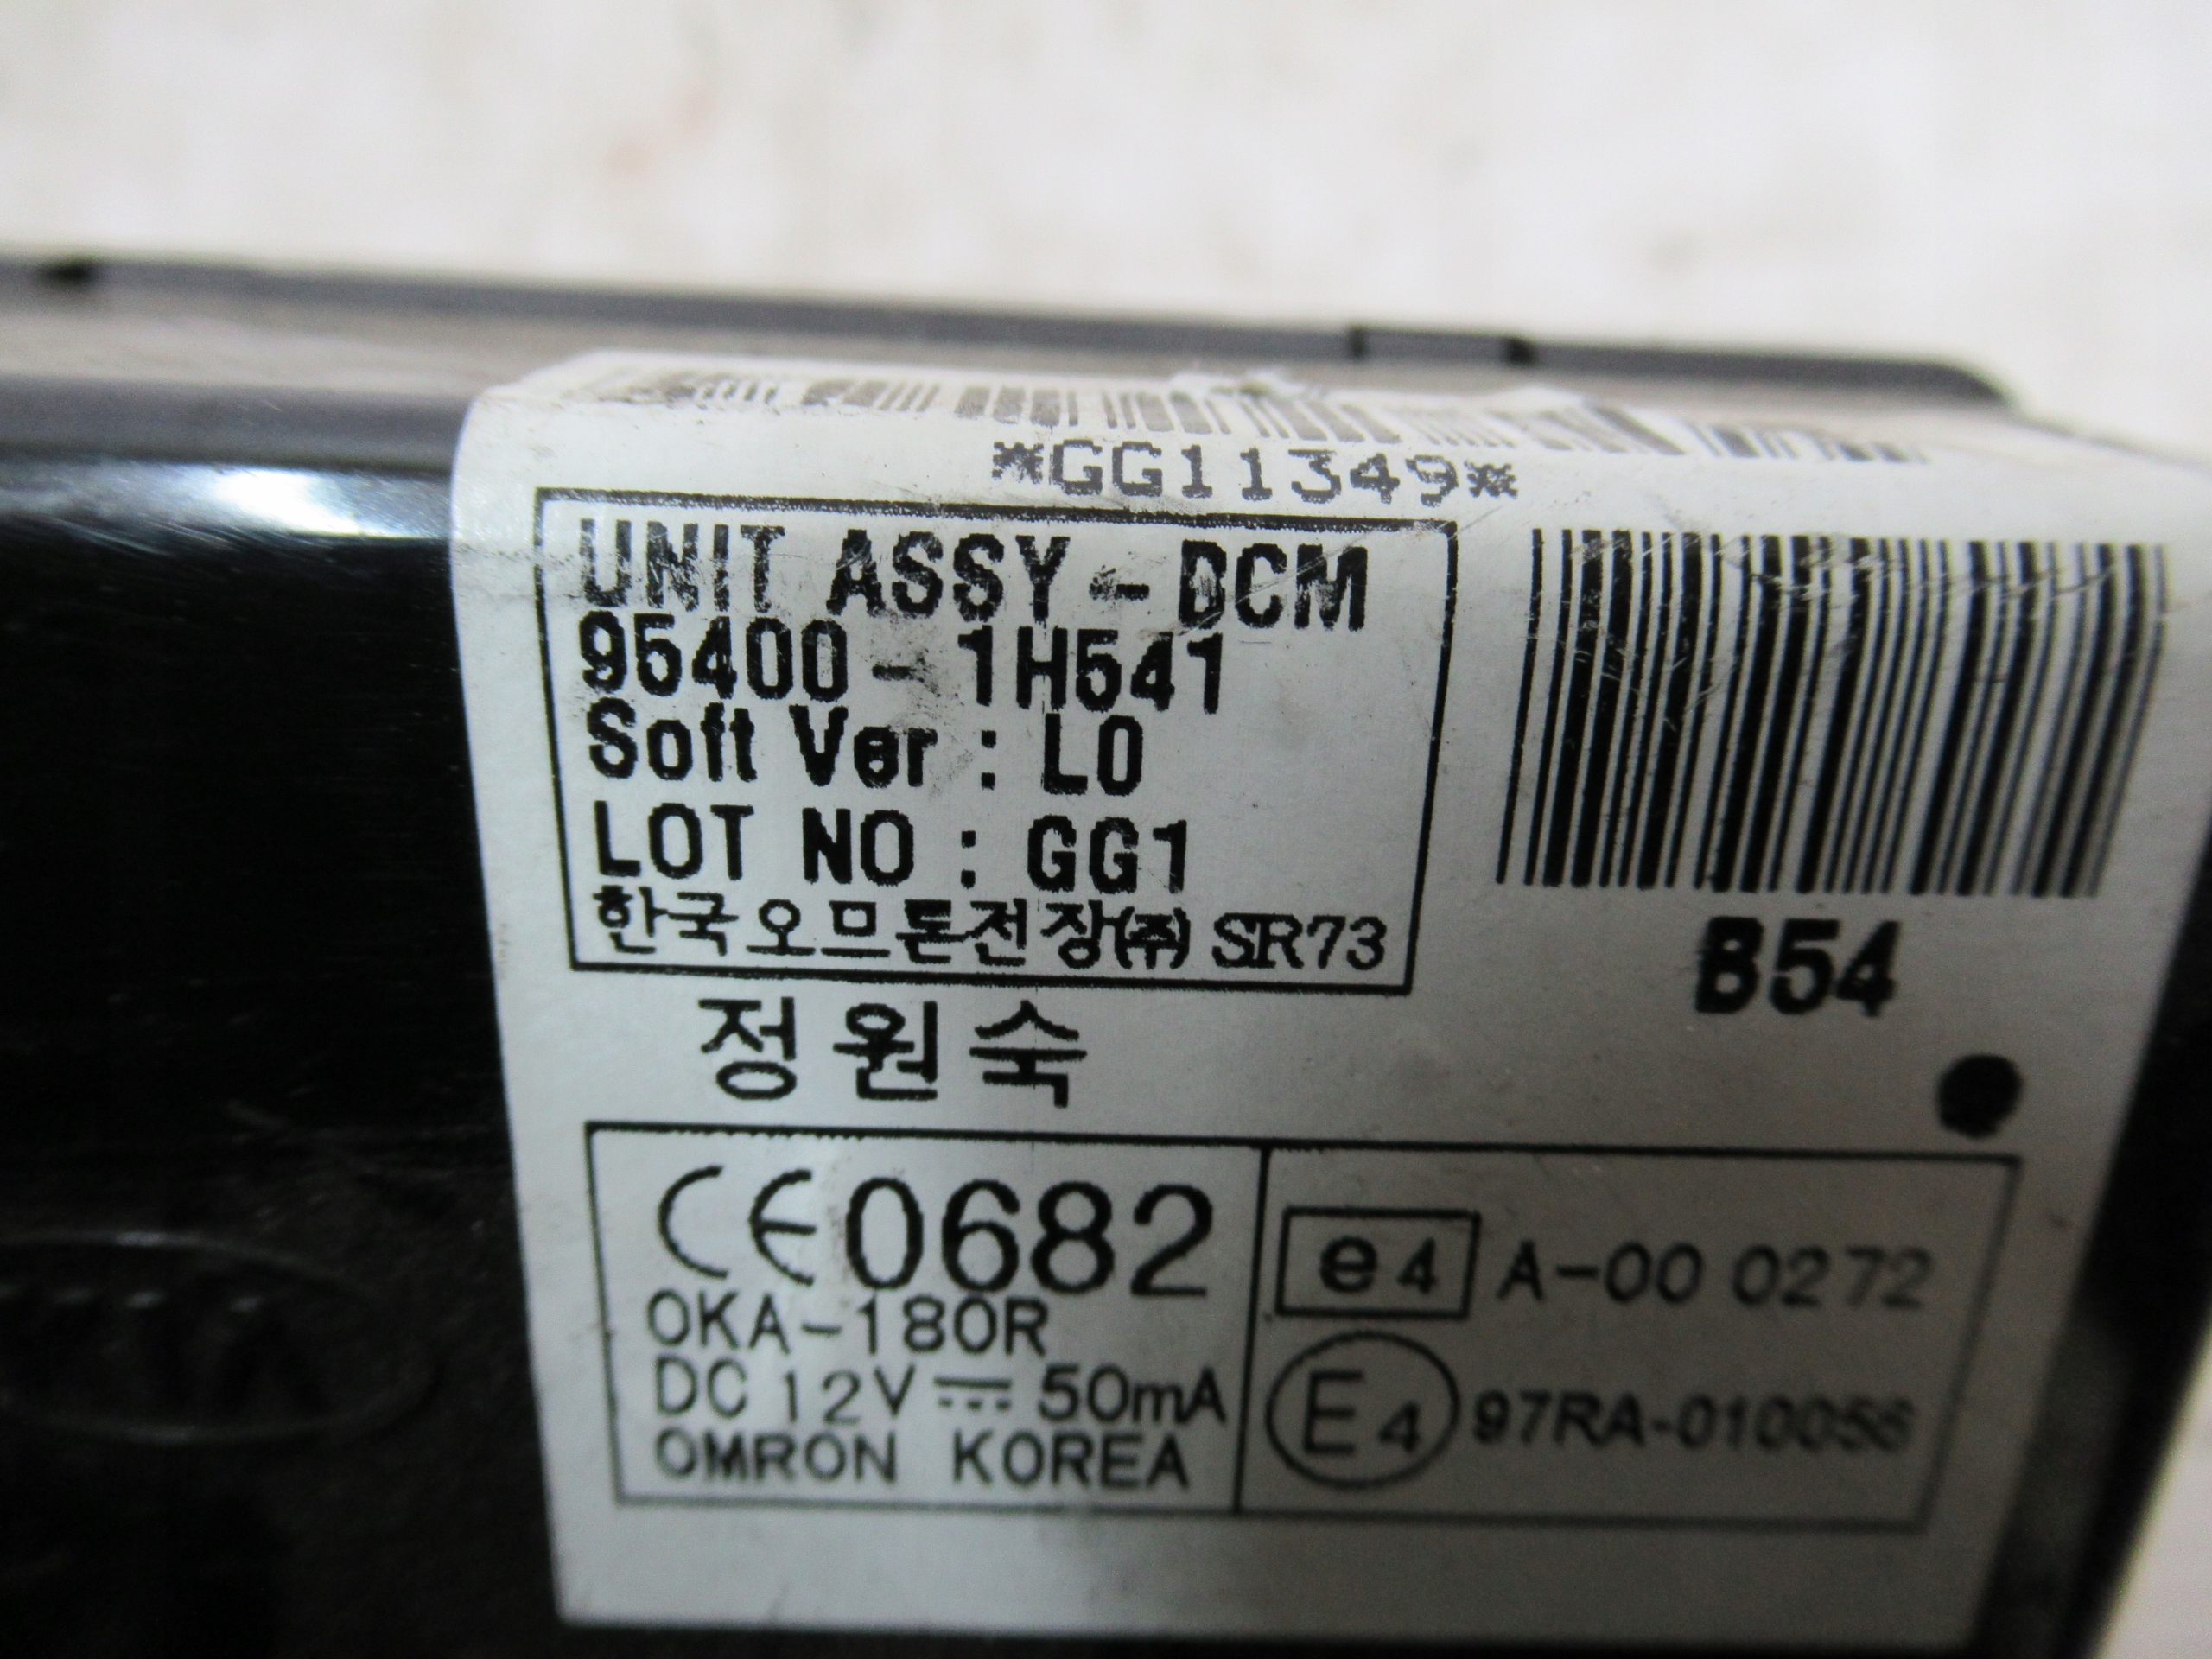 *GG11349*
UNIT ASSY - BCM
95400 - 1H541
Soft Ver : L0
LOT NO : GG1
한국오므론전장(주) SR73
B54
정원숙
CE0682
OKA-180R
DC 12V ⎓ 50mA
OMRON KOREA
e4 A-00 0272
E4 97RA-010056
KIA